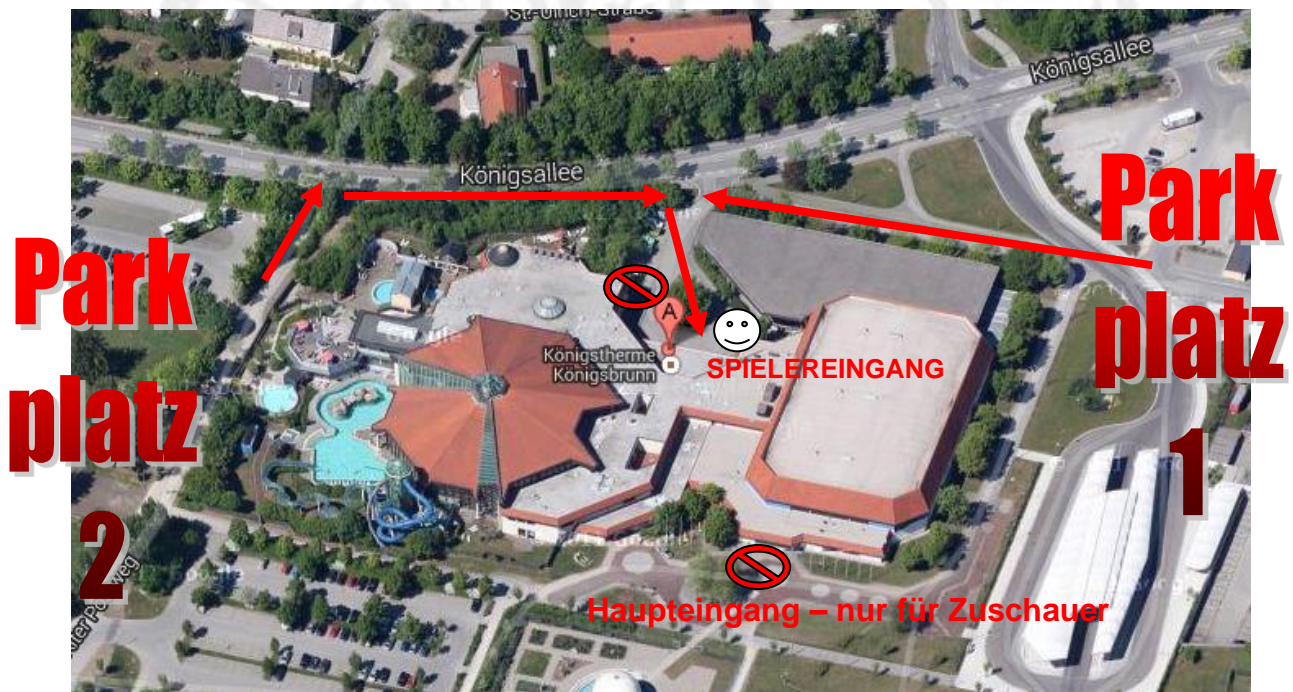 St.-Ulrich-Straße
Königsallee
Königsallee
Park
platz
1
Park
platz
2
A
Königstherme
Königsbrunn
SPIELEREINGANG
Haupteingang – nur für Zuschauer